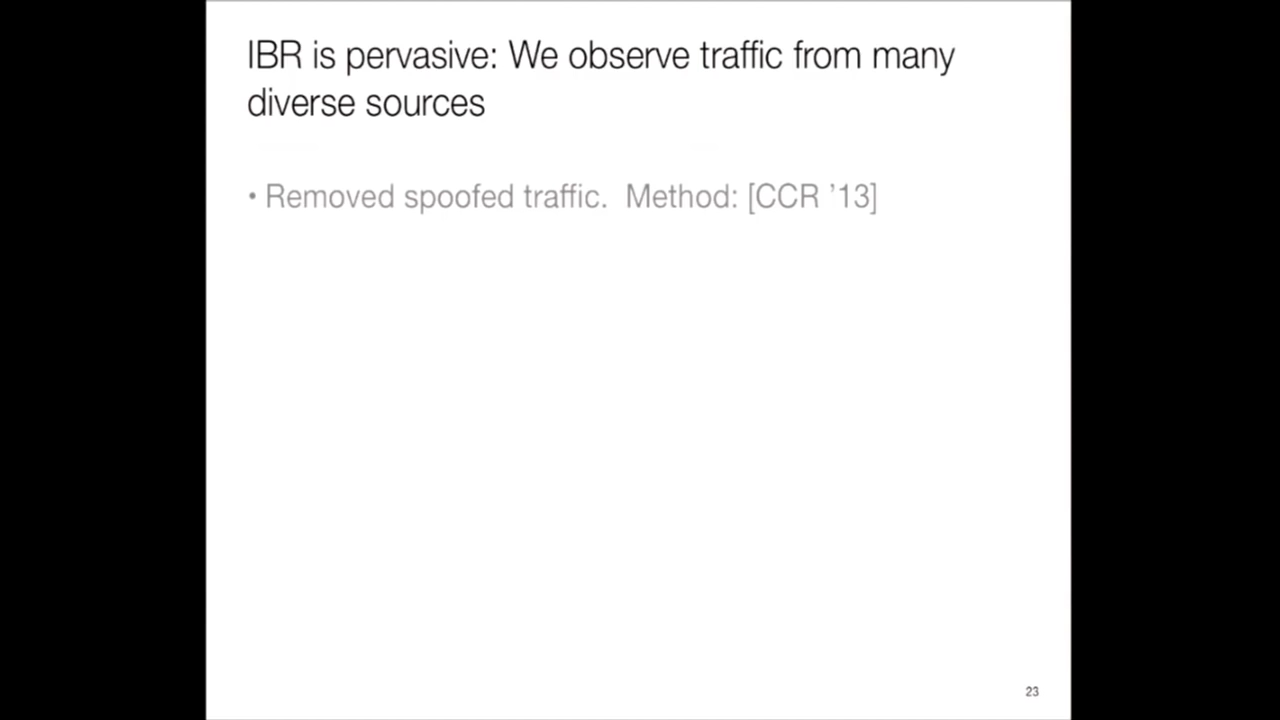 IBR is pervasive: We observe traffic from many
diverse sources
• Removed spoofed traffic.  Method: [CCR ’13]
23